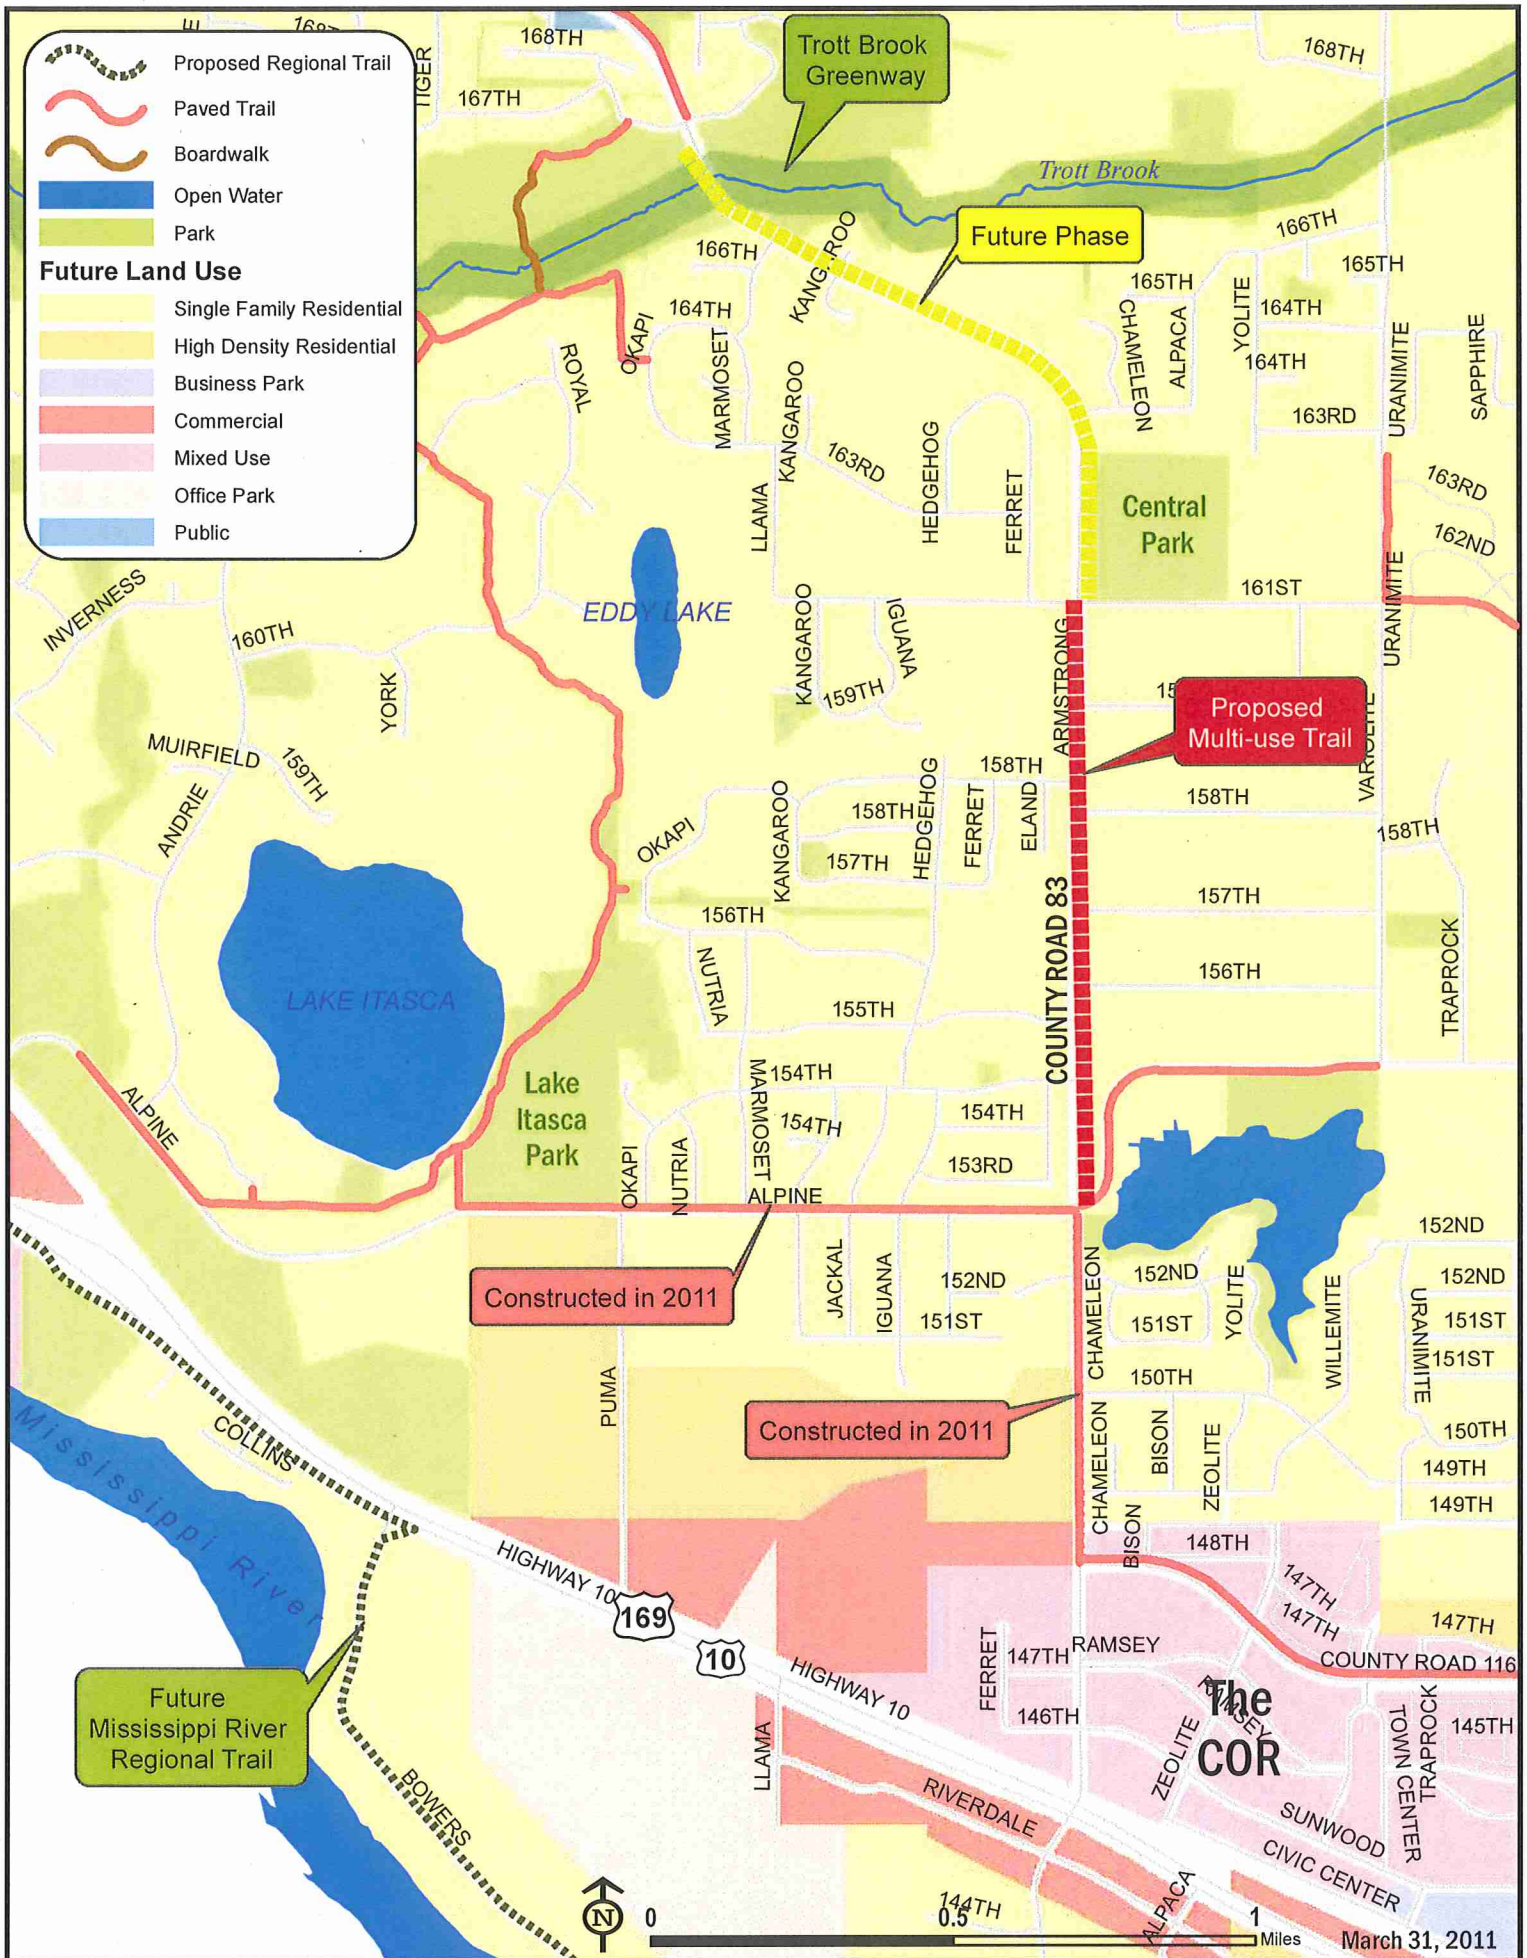 168TH
168TH
TIGER
167TH
168TH
Trott Brook
Greenway
Proposed Regional Trail
Paved Trail
Boardwalk
Open Water
Park
Future Land Use
Single Family Residential
High Density Residential
Business Park
Commercial
Mixed Use
Office Park
Public
Trott Brook
Future Phase
166TH
KANGAROO
166TH
165TH
165TH
164TH
OKAPI
MARMOSET
ROYAL
CHAMELEON
ALPACA
YOLITE
164TH
164TH
URANIMITE
SAPPHIRE
163RD
KANGAROO
163RD
HEDGEHOG
FERRET
LLAMA
Central
Park
163RD
162ND
INVERNESS
160TH
YORK
EDDY LAKE
KANGAROO
IGUANA
159TH
161ST
URANIMITE
ARMSTRONG
15
Proposed
Multi-use Trail
VARIOLITE
MUIRFIELD
159TH
ANDRIE
OKAPI
KANGAROO
158TH
158TH
157TH
HEDGEHOG
FERRET
ELAND
158TH
158TH
156TH
157TH
COUNTY ROAD 83
NUTRIA
156TH
TRAPROCK
LAKE ITASCA
155TH
Lake
Itasca
Park
MARMOSET
154TH
154TH
154TH
153RD
ALPINE
OKAPI
NUTRIA
ALPINE
Constructed in 2011
JACKAL
IGUANA
152ND
151ST
CHAMELEON
152ND
151ST
YOLITE
WILLEMITE
152ND
152ND
URANIMITE
151ST
151ST
PUMA
150TH
Constructed in 2011
CHAMELEON
BISON
ZEOLITE
150TH
149TH
149TH
COLLINS
Mississippi River
BISON
148TH
147TH
147TH
147TH
HIGHWAY 10
169
10
HIGHWAY 10
FERRET
147TH
RAMSEY
COUNTY ROAD 116
Future
Mississippi River
Regional Trail
146TH
RAMSEY
The
COR
ZEOLITE
TOWN CENTER
TRAPROCK
145TH
LLAMA
BOWERS
RIVERDALE
SUNWOOD
CIVIC CENTER
ALPACA
144TH
N
0
0.5
1
Miles
March 31, 2011